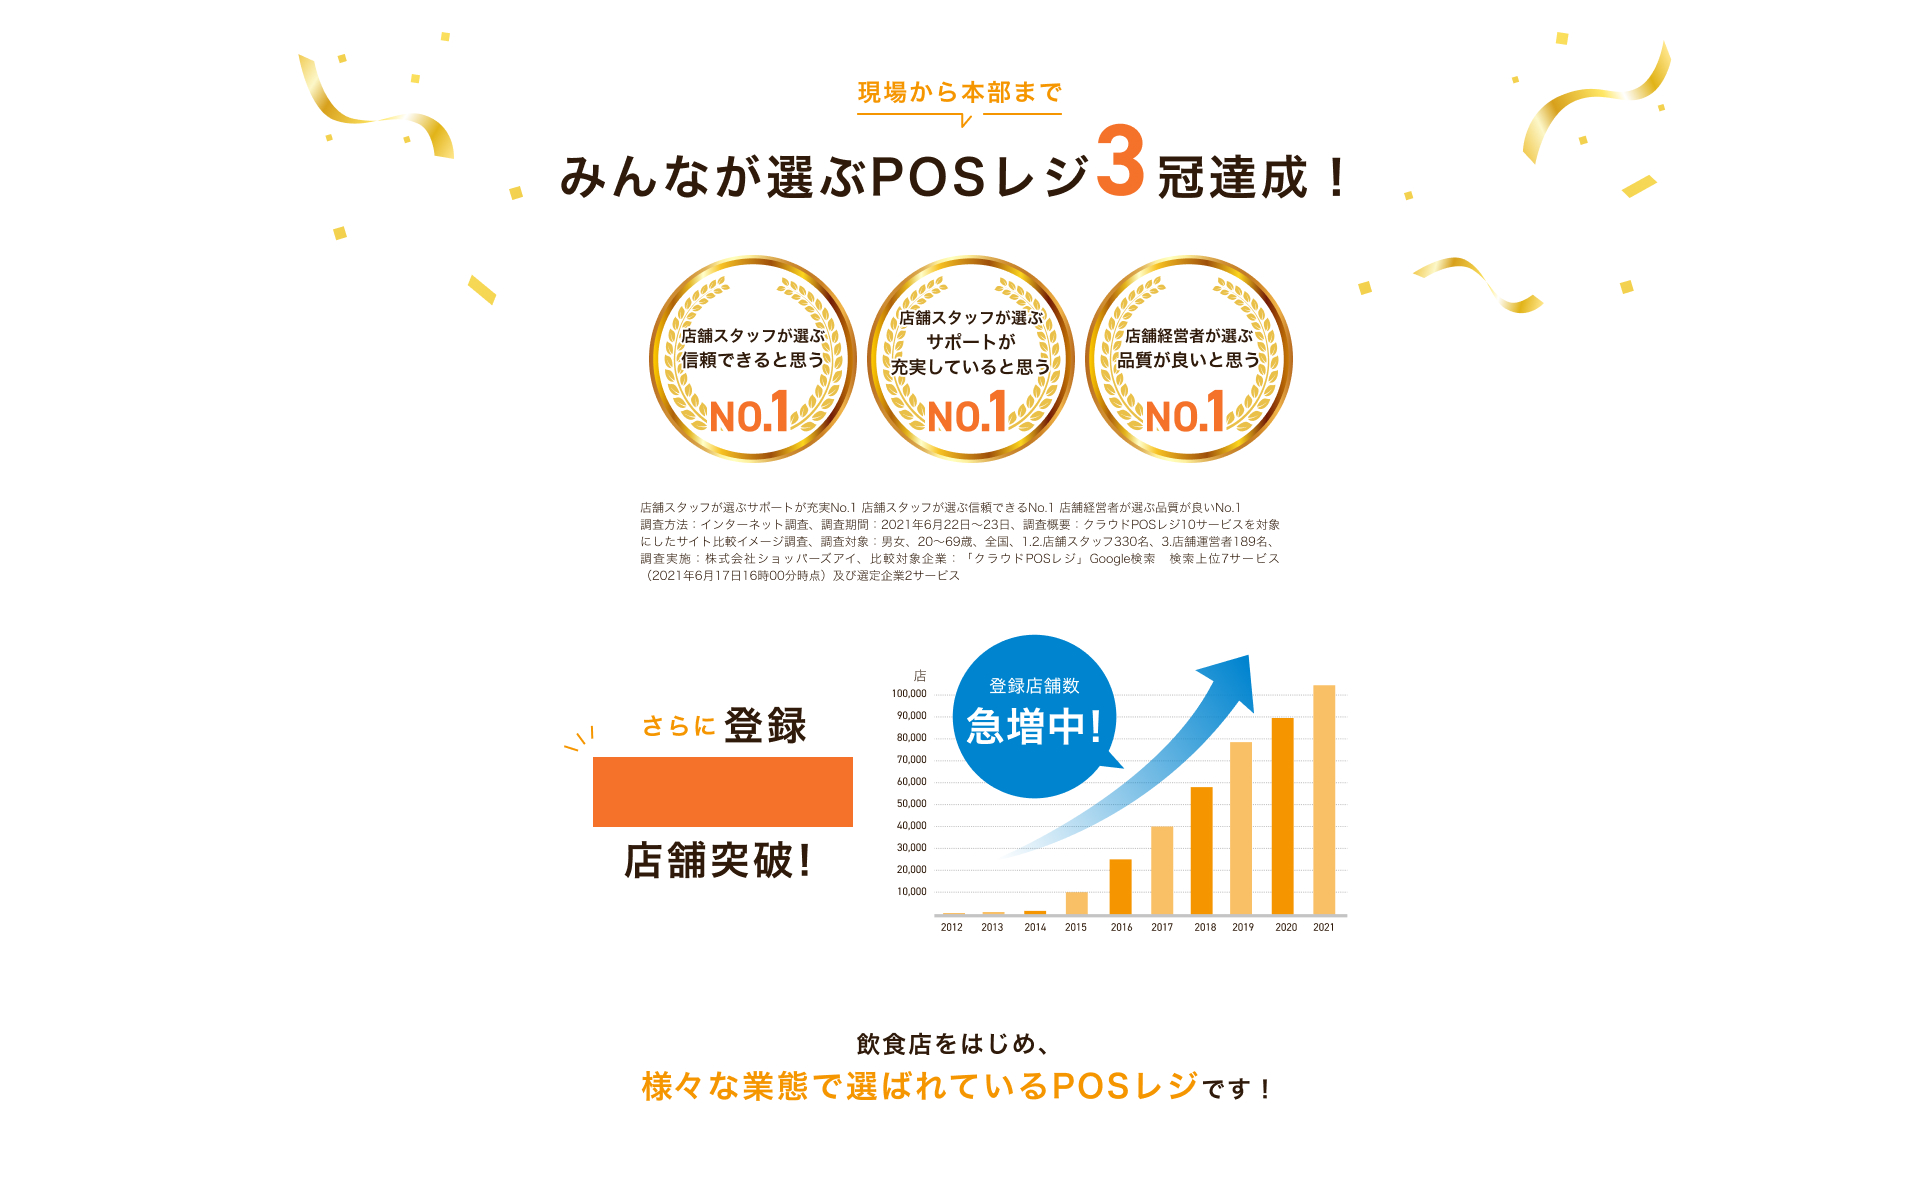 現場から本部まで
みんなが選ぶPOSレジ3冠達成！
店舗スタッフが選ぶ
信頼できると思う
NO.1
店舗スタッフが選ぶ
サポートが
充実していると思う
NO.1
店舗経営者が選ぶ
品質が良いと思う
NO.1
店舗スタッフが選ぶサポートが充実No.1 店舗スタッフが選ぶ信頼できるNo.1 店舗経営者が選ぶ品質が良いNo.1
調査方法：インターネット調査、調査期間：2021年6月22日〜23日、調査概要：クラウドPOSレジ10サービスを対象
にしたサイト比較イメージ調査、調査対象：男女、20〜69歳、全国、1.2.店舗スタッフ330名、3.店舗運営者189名、
調査実施：株式会社ショッパーズアイ、比較対象企業：「クラウドPOSレジ」Google検索　検索上位7サービス
（2021年6月17日16時00分時点）及び選定企業2サービス
さらに登録
店舗突破！
登録店舗数
急増中！
店
100,000
90,000
80,000
70,000
60,000
50,000
40,000
30,000
20,000
10,000
2012 2013 2014 2015 2016 2017 2018 2019 2020 2021
飲食店をはじめ、
様々な業態で選ばれているPOSレジです！